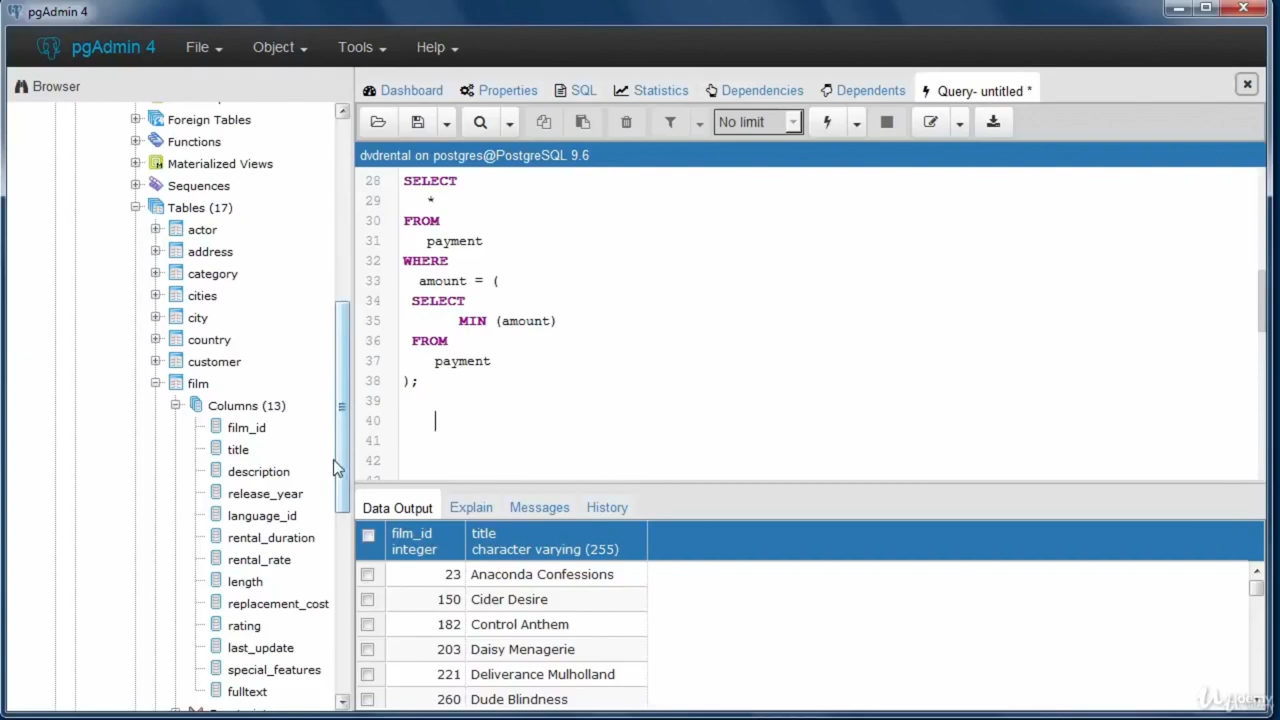 pgAdmin 4
pgAdmin 4 File Object Tools Help
Browser
Dashboard Properties SQL Statistics Dependencies Dependents Query- untitled *
No limit
dvdrental on postgres@PostgreSQL 9.6
Foreign Tables
Functions
Materialized Views
Sequences
Tables (17)
actor
address
category
cities
city
country
customer
film
Columns (13)
film_id
title
description
release_year
language_id
rental_duration
rental_rate
length
replacement_cost
rating
last_update
special_features
fulltext
28 SELECT
29 *
30 FROM
31 payment
32 WHERE
33 amount = (
34 SELECT
35 MIN (amount)
36 FROM
37 payment
38 );
39
40
41
42
Data Output Explain Messages History
film_id title
integer character varying (255)
23 Anaconda Confessions
150 Cider Desire
182 Control Anthem
203 Daisy Menagerie
221 Deliverance Mulholland
260 Dude Blindness
Udemy